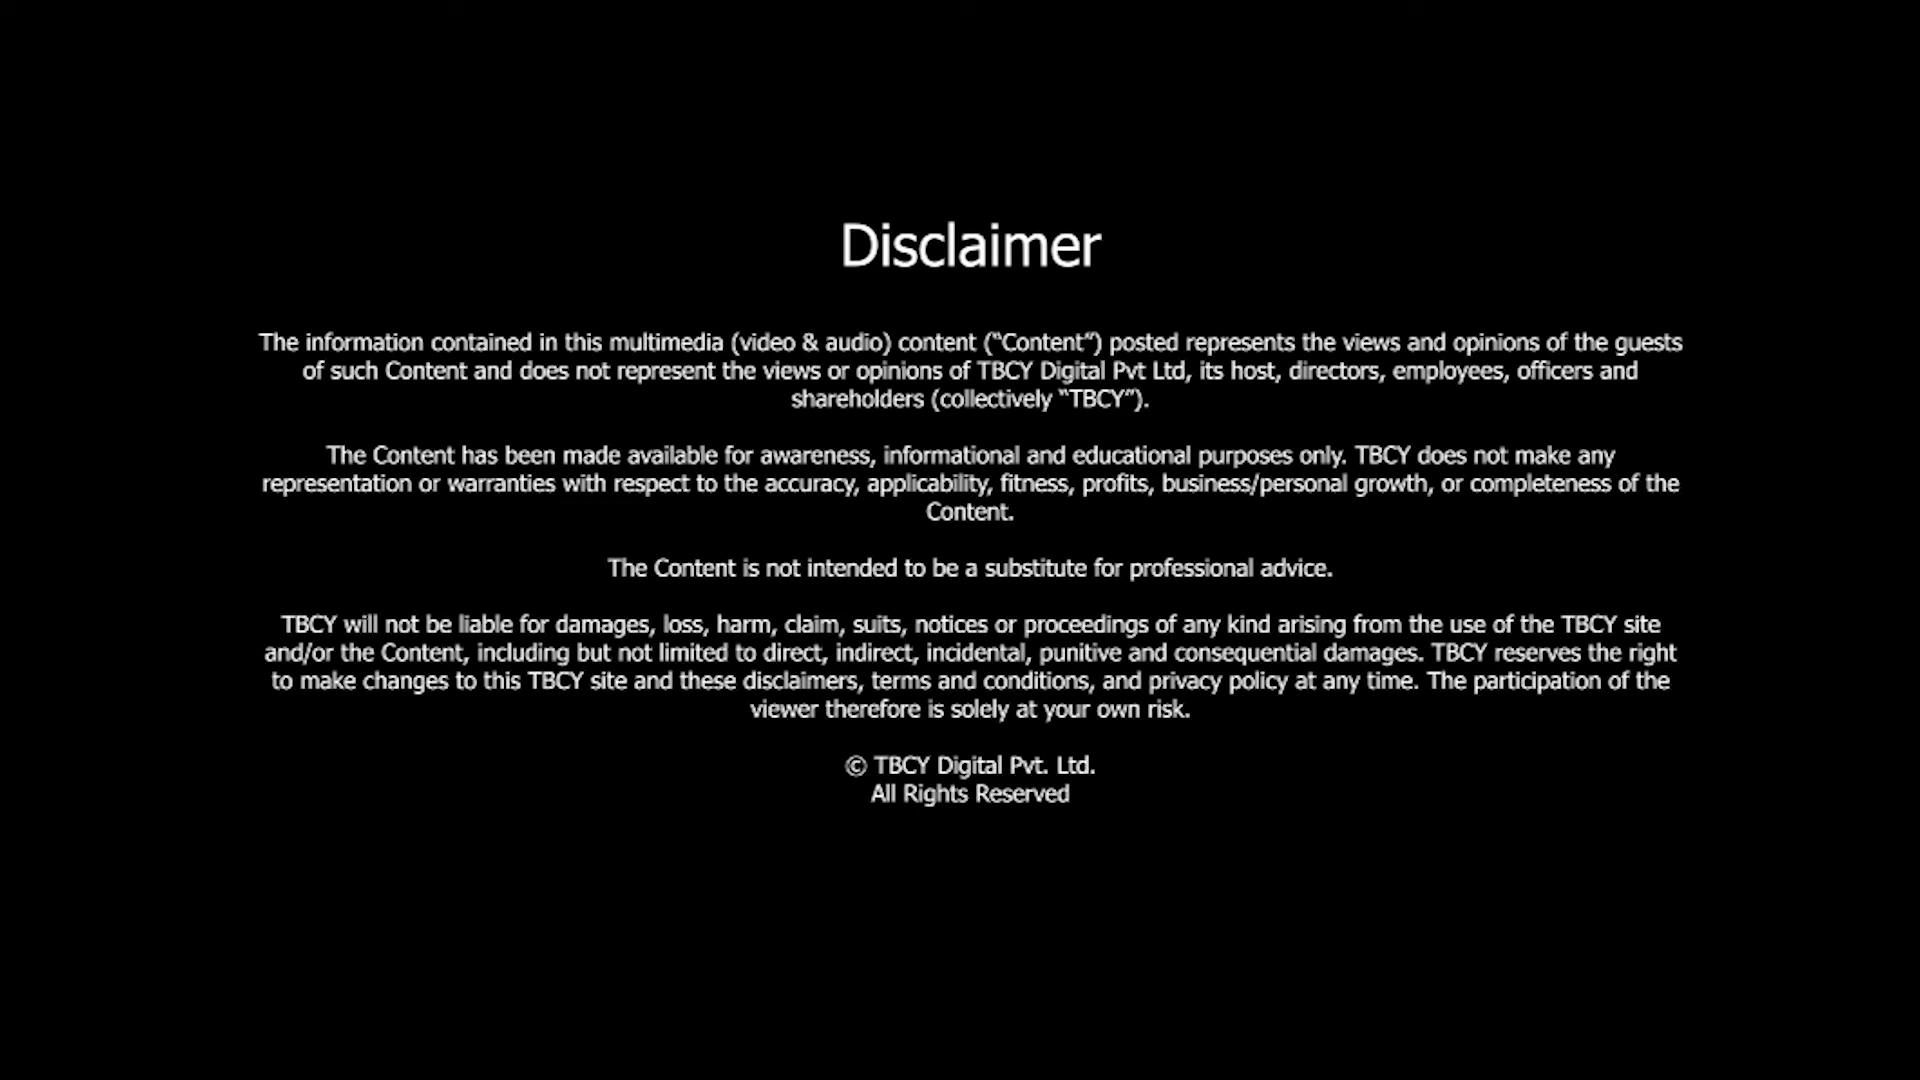 Disclaimer
The information contained in this multimedia (video & audio) content (“Content”) posted represents the views and opinions of the guests
of such Content and does not represent the views or opinions of TBCY Digital Pvt Ltd, its host, directors, employees, officers and
shareholders (collectively “TBCY”).
The Content has been made available for awareness, informational and educational purposes only. TBCY does not make any
representation or warranties with respect to the accuracy, applicability, fitness, profits, business/personal growth, or completeness of the
Content.
The Content is not intended to be a substitute for professional advice.
TBCY will not be liable for damages, loss, harm, claim, suits, notices or proceedings of any kind arising from the use of the TBCY site
and/or the Content, including but not limited to direct, indirect, incidental, punitive and consequential damages. TBCY reserves the right
to make changes to this TBCY site and these disclaimers, terms and conditions, and privacy policy at any time. The participation of the
viewer therefore is solely at your own risk.
© TBCY Digital Pvt. Ltd.
All Rights Reserved